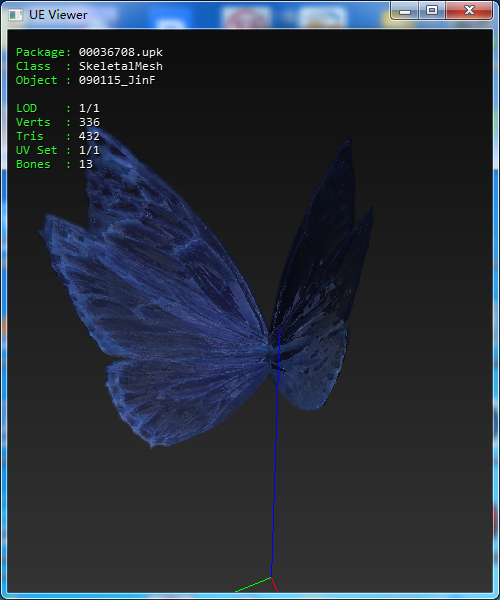 UE Viewer
Package: 00036708.upk
Class : SkeletalMesh
Object : 090115_JinF
LOD : 1/1
Verts : 336
Tris : 432
UV Set : 1/1
Bones : 13